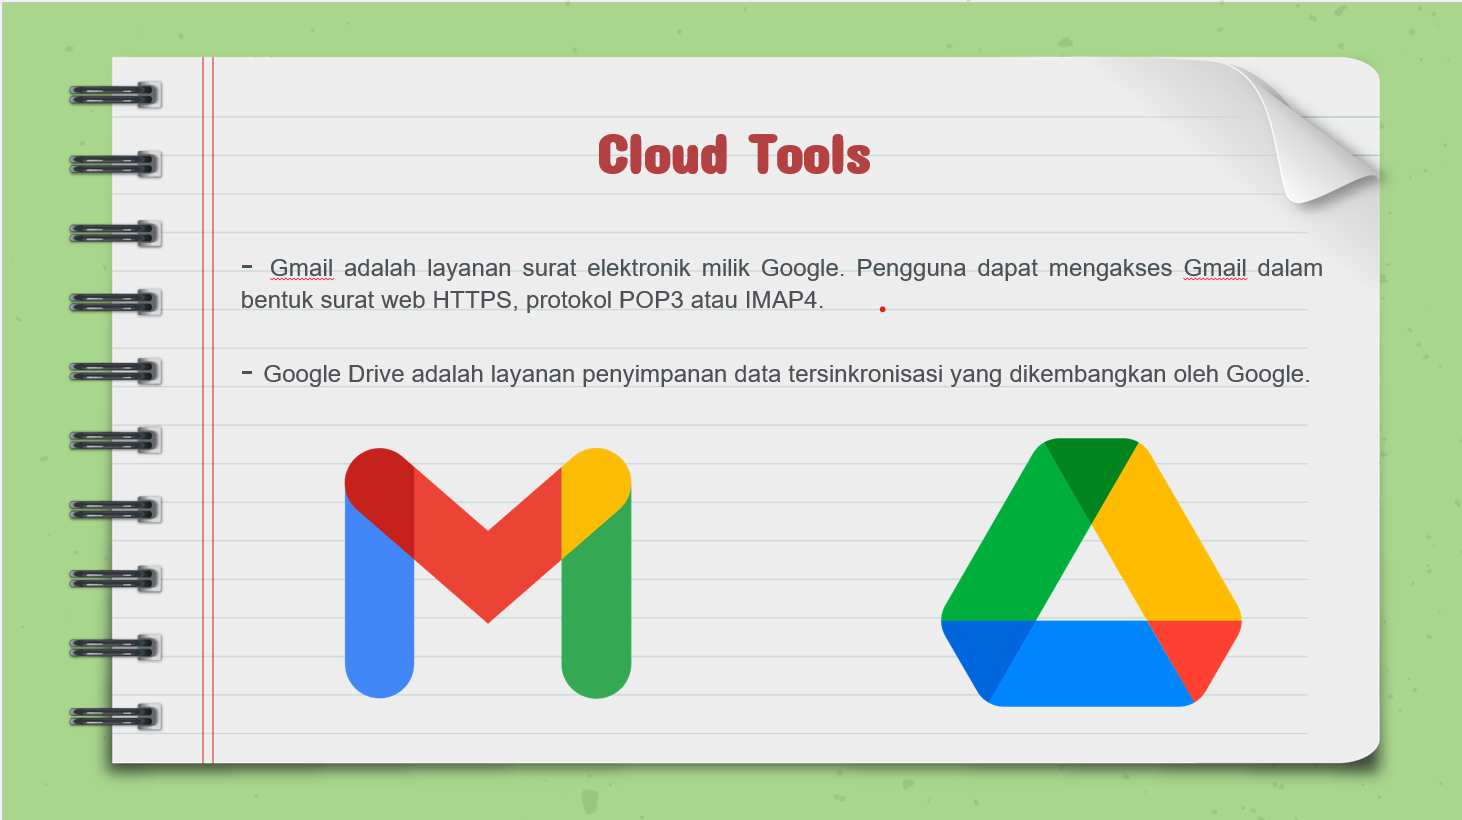 Cloud Tools
- Gmail adalah layanan surat elektronik milik Google. Pengguna dapat mengakses Gmail dalam
bentuk surat web HTTPS, protokol POP3 atau IMAP4.
- Google Drive adalah layanan penyimpanan data tersinkronisasi yang dikembangkan oleh Google.